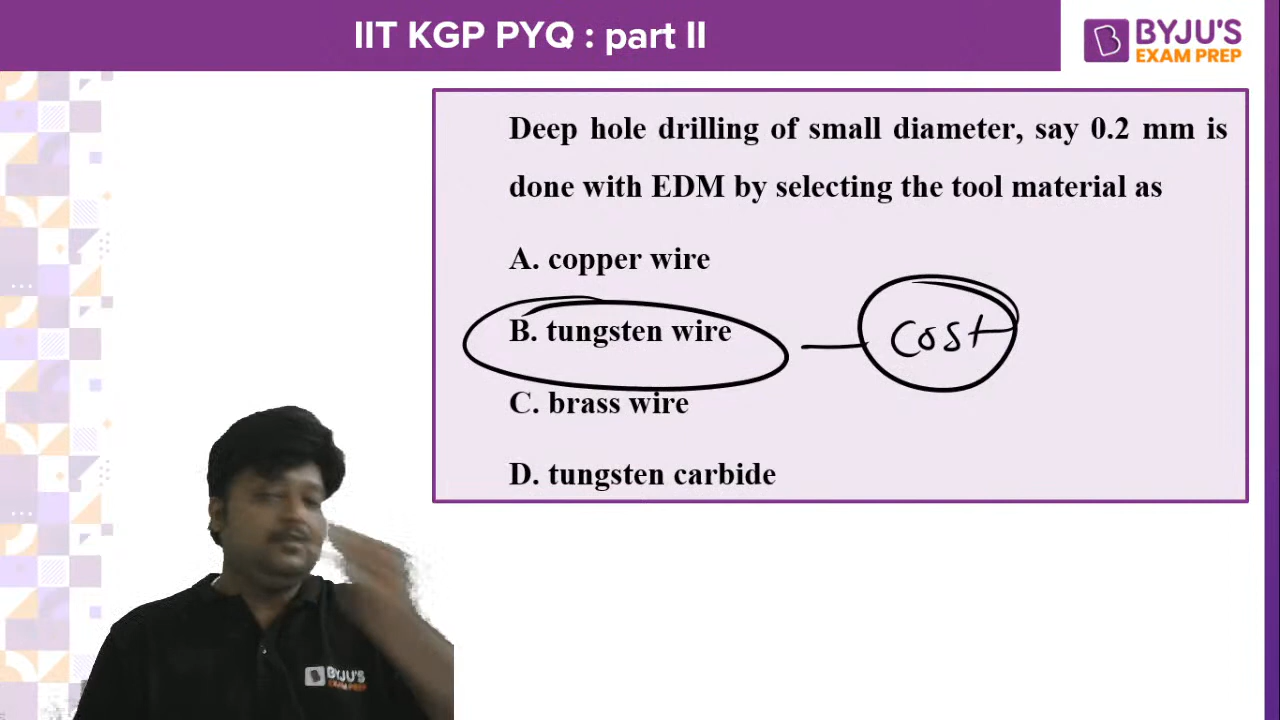 IIT KGP PYQ : part II
BYJU'S
EXAM PREP
Deep hole drilling of small diameter, say 0.2 mm is
done with EDM by selecting the tool material as
A. copper wire
B. tungsten wire
cost
C. brass wire
D. tungsten carbide
BYJU'S
EXAM PREP